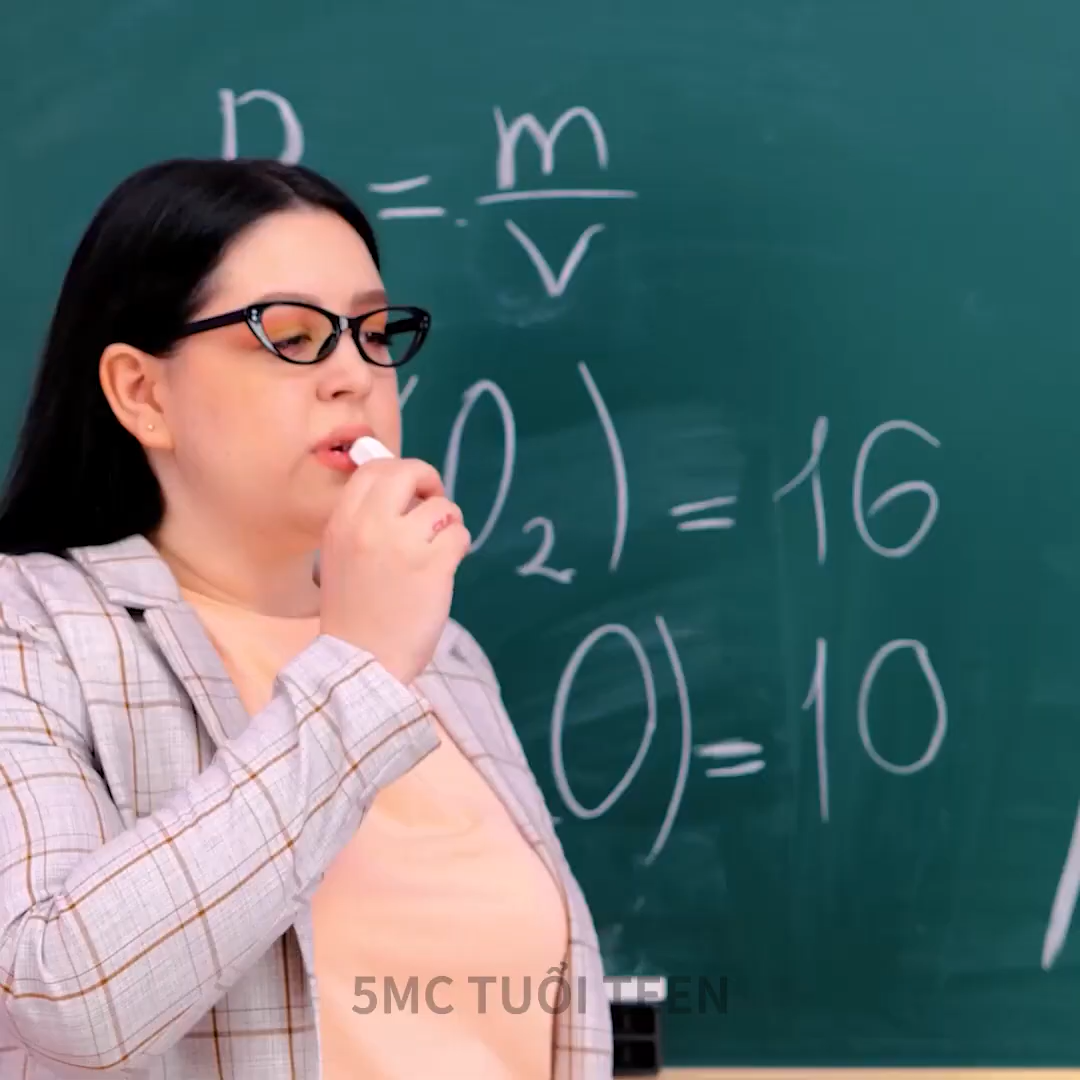 D = m
V
(O₂) = 16
O) = 10
5MC TUỔI TEEN